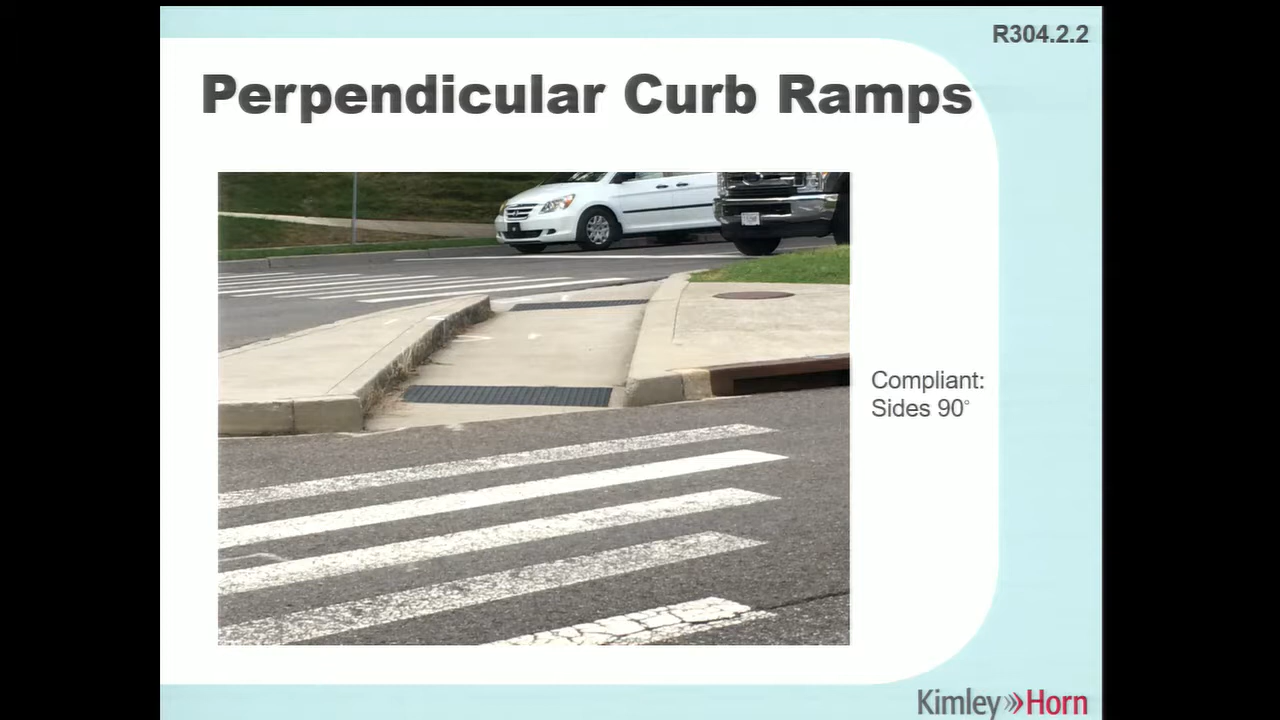 R304.2.2
Perpendicular Curb Ramps
Compliant:
Sides 90°
Kimley»Horn